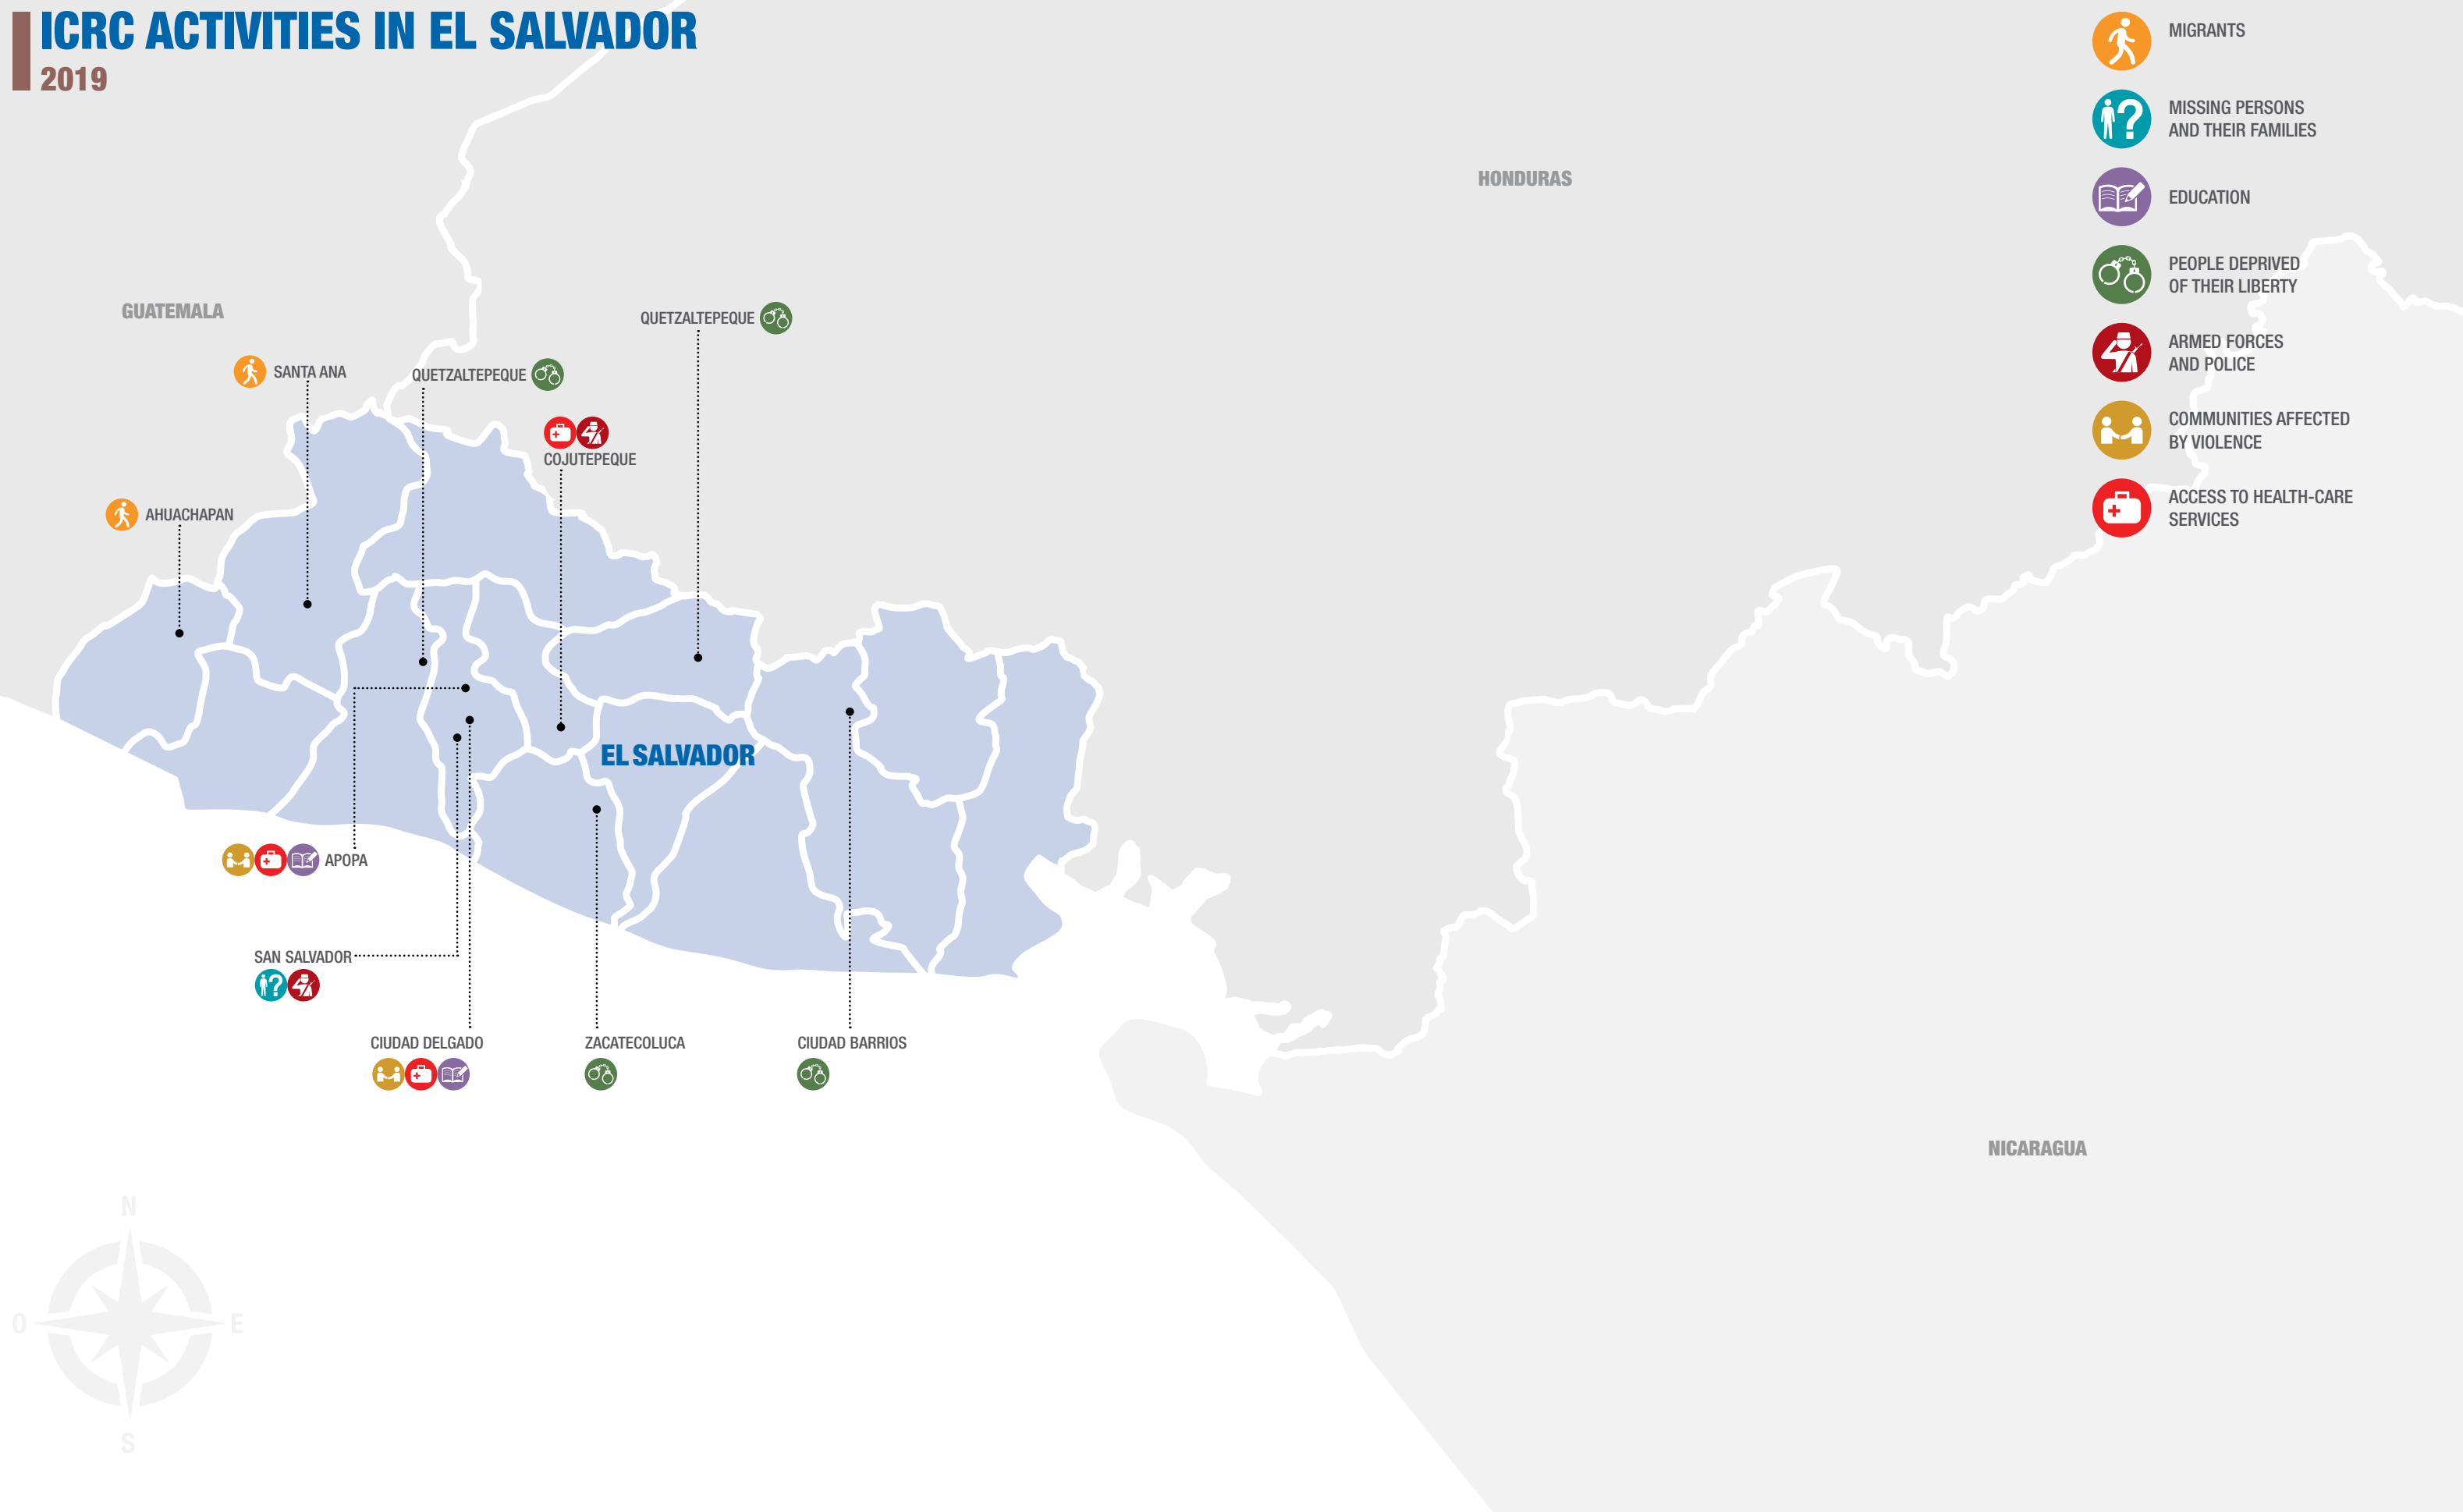 ICRC ACTIVITIES IN EL SALVADOR
2019
MIGRANTS
MISSING PERSONS
AND THEIR FAMILIES
EDUCATION
PEOPLE DEPRIVED
OF THEIR LIBERTY
ARMED FORCES
AND POLICE
COMMUNITIES AFFECTED
BY VIOLENCE
ACCESS TO HEALTH-CARE
SERVICES
HONDURAS
GUATEMALA
QUETZALTEPEQUE
SANTA ANA
QUETZALTEPEQUE
COJUTEPEQUE
AHUACHAPAN
EL SALVADOR
APOPA
SAN SALVADOR
CIUDAD DELGADO
ZACATECOLUCA
CIUDAD BARRIOS
NICARAGUA
N
O
E
S